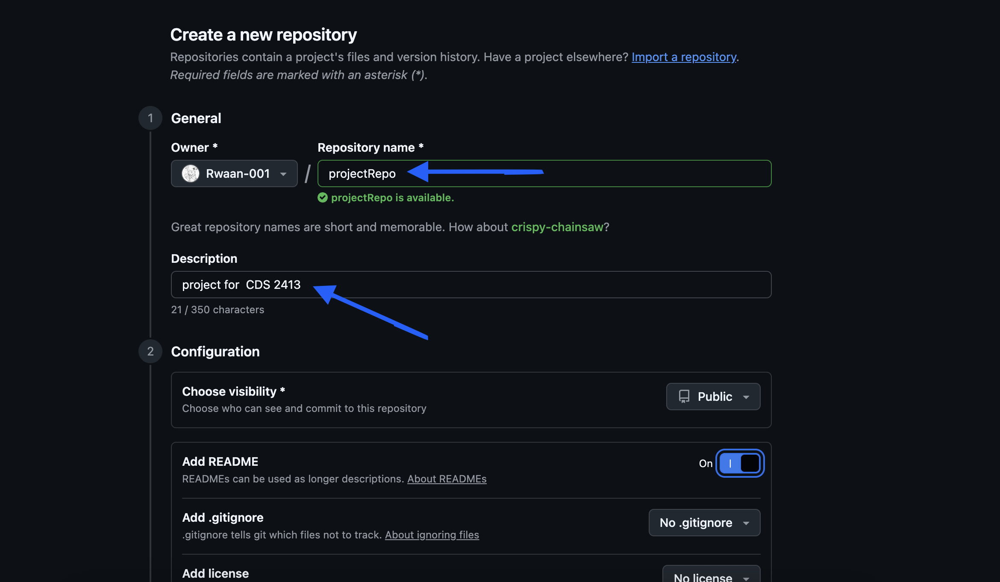 Create a new repository
Repositories contain a project's files and version history. Have a project elsewhere? Import a repository.
Required fields are marked with an asterisk (*).
1 General
Owner * Repository name *
Rwaan-001 / projectRepo
projectRepo is available.
Great repository names are short and memorable. How about crispy-chainsaw?
Description
project for  CDS 2413
21 / 350 characters
2 Configuration
Choose visibility *
Public
Choose who can see and commit to this repository
Add README
On
READMEs can be used as longer descriptions. About READMEs
Add .gitignore
No .gitignore
.gitignore tells git which files not to track. About ignoring files
Add license
No license